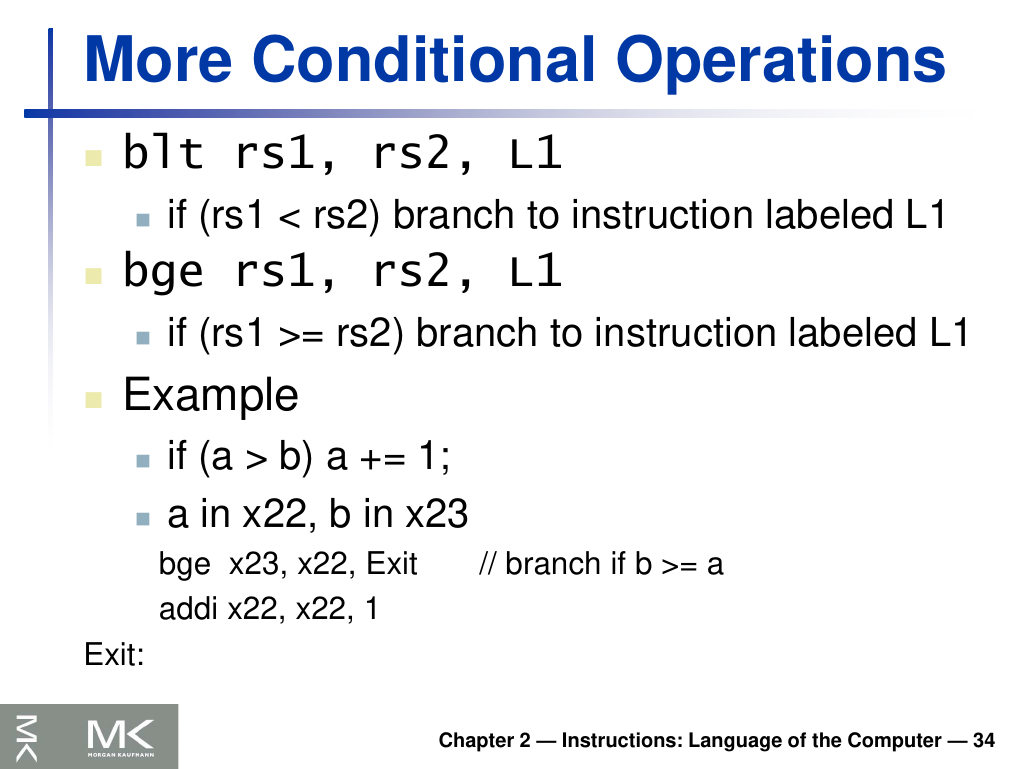 More Conditional Operations
blt rs1, rs2, L1
if (rs1 < rs2) branch to instruction labeled L1
bge rs1, rs2, L1
if (rs1 >= rs2) branch to instruction labeled L1
Example
if (a > b) a += 1;
a in x22, b in x23
bge x23, x22, Exit // branch if b >= a
addi x22, x22, 1
Exit:
MK
MK
MORGAN KAUFMANN
Chapter 2 — Instructions: Language of the Computer — 34